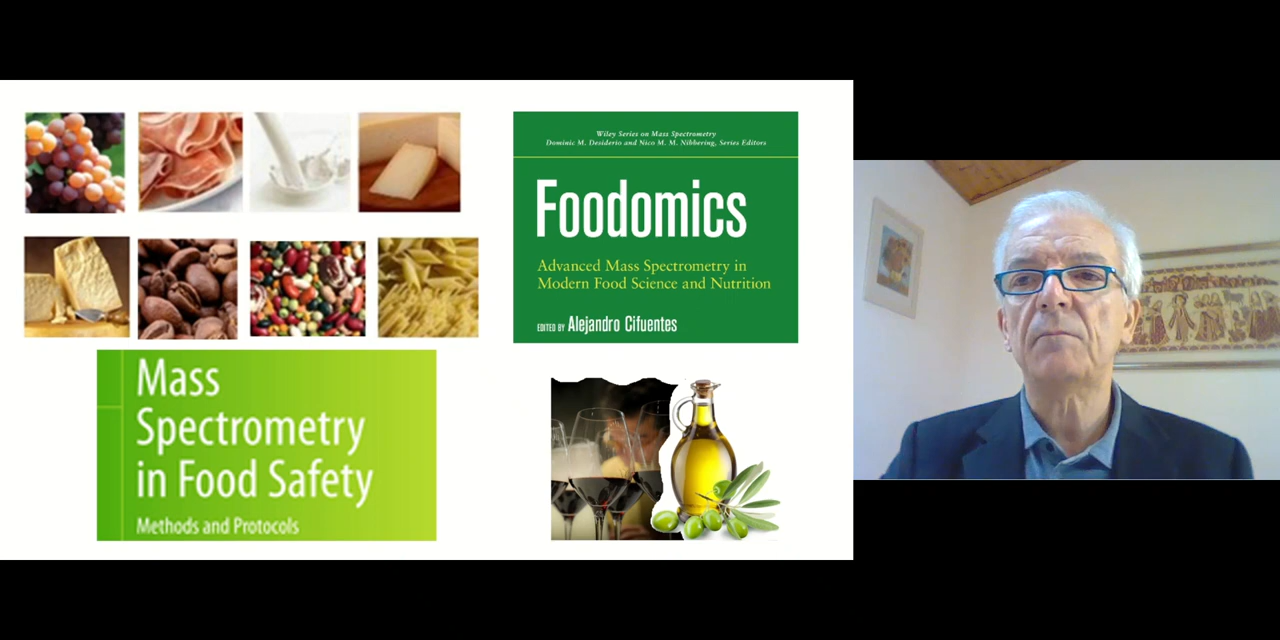 Wiley Series on Mass Spectrometry
Dominic M. Desiderio and Nico M. M. Nibbering, Series Editors
Foodomics
Advanced Mass Spectrometry in
Modern Food Science and Nutrition
EDITED BY Alejandro Cifuentes
Mass
Spectrometry
in Food Safety
Methods and Protocols